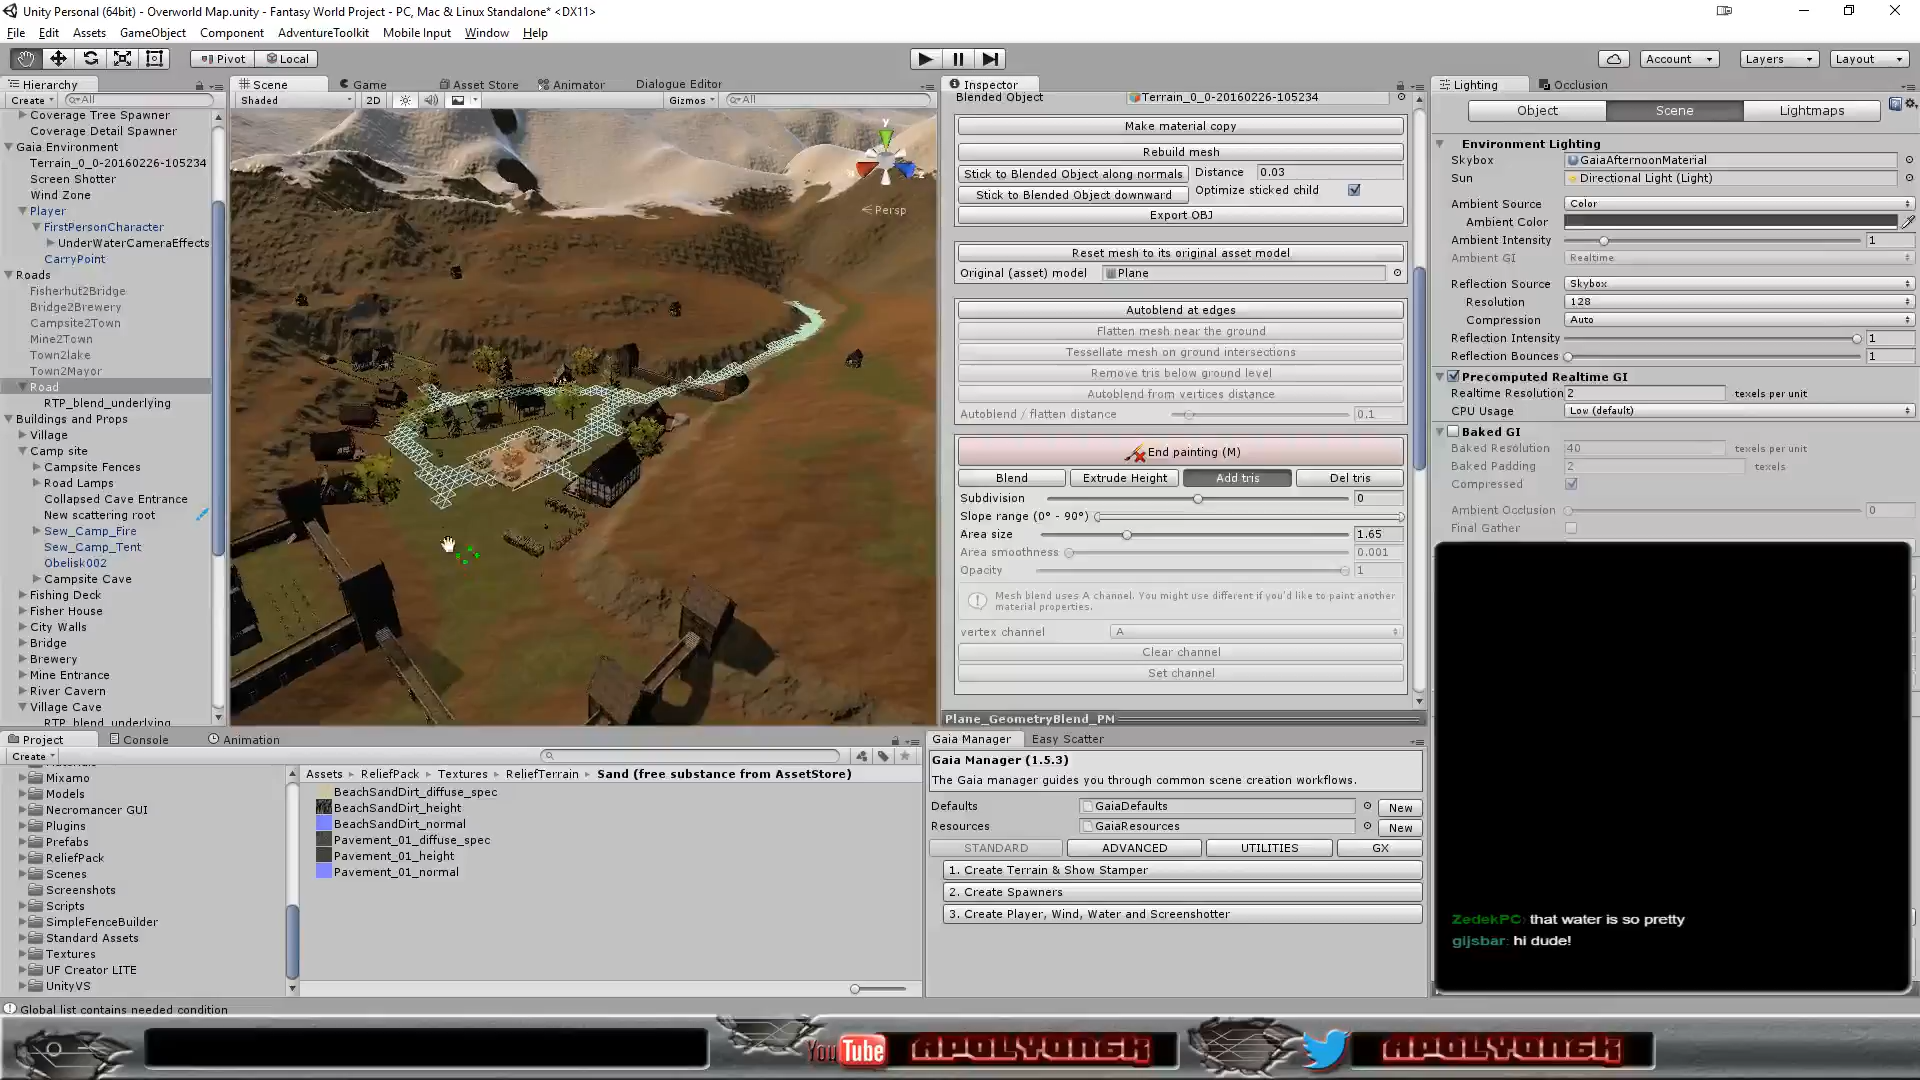 Unity Personal (64bit) - Overworld Map.unity - Fantasy World Project - PC, Mac & Linux Standalone* <DX11>
File Edit Assets GameObject Component AdventureToolkit Mobile Input Window Help
Pivot Local Account Layers Layout
Hierarchy
Create All
Coverage Tree Spawner
Coverage Detail Spawner
Gaia Environment
Terrain_0_0-20160226-105234
Screen Shotter
Wind Zone
Player
FirstPersonCharacter
UnderWaterCameraEffects
CarryPoint
Roads
Fisherhut2Bridge
Bridge2Brewery
Campsite2Town
Mine2Town
Town2lake
Town2Mayor
Road
RTP_blend_underlying
Buildings and Props
Village
Camp site
Campsite Fences
Road Lamps
Collapsed Cave Entrance
New scattering root
Sew_Camp_Fire
Sew_Camp_Tent
Obelisk002
Campsite Cave
Fishing Deck
Fisher House
City Walls
Bridge
Brewery
Mine Entrance
River Cavern
Village Cave
RTP_blend_underlying
Scene Game Asset Store Animator Dialogue Editor
Shaded 2D Gizmos All
y
Persp
Inspector
Blended Object Terrain_0_0-20160226-105234
Make material copy
Rebuild mesh
Stick to Blended Object along normals Distance 0.03
Stick to Blended Object downward Optimize sticked child
Export OBJ
Reset mesh to its original asset model
Original (asset) model Plane
Autoblend at edges
Flatten mesh near the ground
Tessellate mesh on ground intersections
Remove tris below ground level
Autoblend from vertices distance
Autoblend / flatten distance 0.1
End painting (M)
Blend Extrude Height Add tris Del tris
Subdivision 0
Slope range (0° - 90°)
Area size 1.65
Area smoothness 0.001
Opacity 1
Mesh blend uses A channel. You might use different if you'd like to paint another
material properties.
vertex channel A
Clear channel
Set channel
Plane_GeometryBlend_PM
Lighting Occlusion
Object Scene Lightmaps
Environment Lighting
Skybox GaiaAfternoonMaterial
Sun Directional Light (Light)
Ambient Source Color
Ambient Color
Ambient Intensity 1
Ambient GI Realtime
Reflection Source Skybox
Resolution 128
Compression Auto
Reflection Intensity 1
Reflection Bounces 1
Precomputed Realtime GI
Realtime Resolution 2 texels per unit
CPU Usage Low (default)
Baked GI
Baked Resolution 40 texels per unit
Baked Padding 2 texels
Compressed
Ambient Occlusion 0
Final Gather
ZedekPC: that water is so pretty
gijsbar: hi dude!
Project Console Animation
Create
Mixamo
Models
Necromancer GUI
Plugins
Prefabs
ReliefPack
Scenes
Screenshots
Scripts
SimpleFenceBuilder
Standard Assets
Textures
UF Creator LITE
UnityVS
Assets ReliefPack Textures ReliefTerrain Sand (free substance from AssetStore)
BeachSandDirt_diffuse_spec
BeachSandDirt_height
BeachSandDirt_normal
Pavement_01_diffuse_spec
Pavement_01_height
Pavement_01_normal
Gaia Manager Easy Scatter
Gaia Manager (1.5.3)
The Gaia manager guides you through common scene creation workflows.
Defaults GaiaDefaults New
Resources GaiaResources New
STANDARD ADVANCED UTILITIES GX
1. Create Terrain & Show Stamper
2. Create Spawners
3. Create Player, Wind, Water and Screenshotter
Global list contains needed condition
YouTube APOLYONGK APOLYONGK